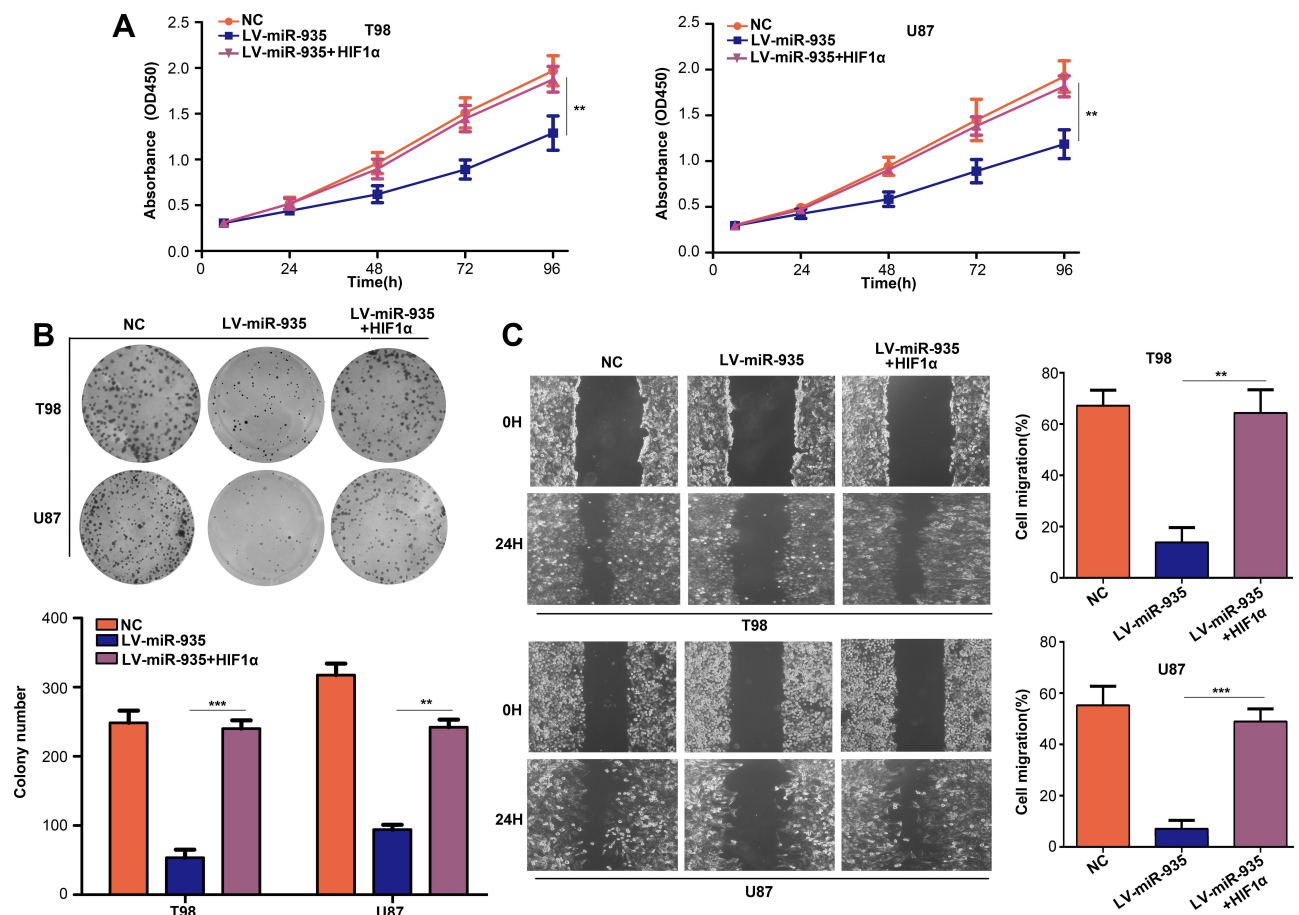 A
T98
NC
LV-miR-935
LV-miR-935+HIF1α
Absorbance (OD450)
2.5
2.0
1.5
1.0
0.5
0.0
0
24
48
72
96
Time(h)
**
U87
NC
LV-miR-935
LV-miR-935+HIF1α
Absorbance (OD450)
2.5
2.0
1.5
1.0
0.5
0.0
0
24
48
72
96
Time(h)
**
B
NC
LV-miR-935
LV-miR-935
+HIF1α
T98
U87
Colony number
400
300
200
100
0
NC
LV-miR-935
LV-miR-935+HIF1α
***
**
T98
U87
C
NC
LV-miR-935
LV-miR-935
+HIF1α
0H
24H
T98
0H
24H
U87
T98
Cell migration(%)
80
60
40
20
0
**
NC
LV-miR-935
LV-miR-935
+HIF1α
U87
Cell migration(%)
80
60
40
20
0
***
NC
LV-miR-935
LV-miR-935
+HIF1α